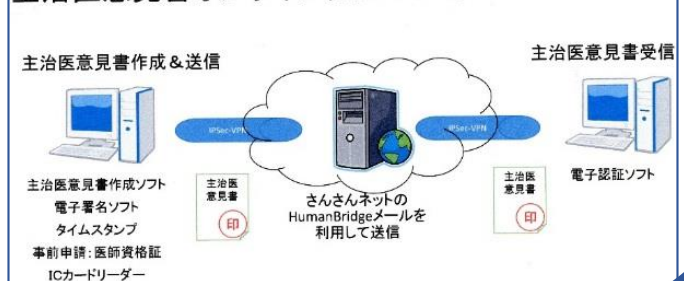 主治医意見書作成&送信
主治医意見書受信
IPSec-VPN
IPSec-VPN
主治医意見書作成ソフト
電子署名ソフト
タイムスタンプ
事前申請:医師資格証
ICカードリーダー
主治医
意見書
印
さんさんネットの
HumanBridgeメールを
利用して送信
主治医
意見書
印
電子認証ソフト